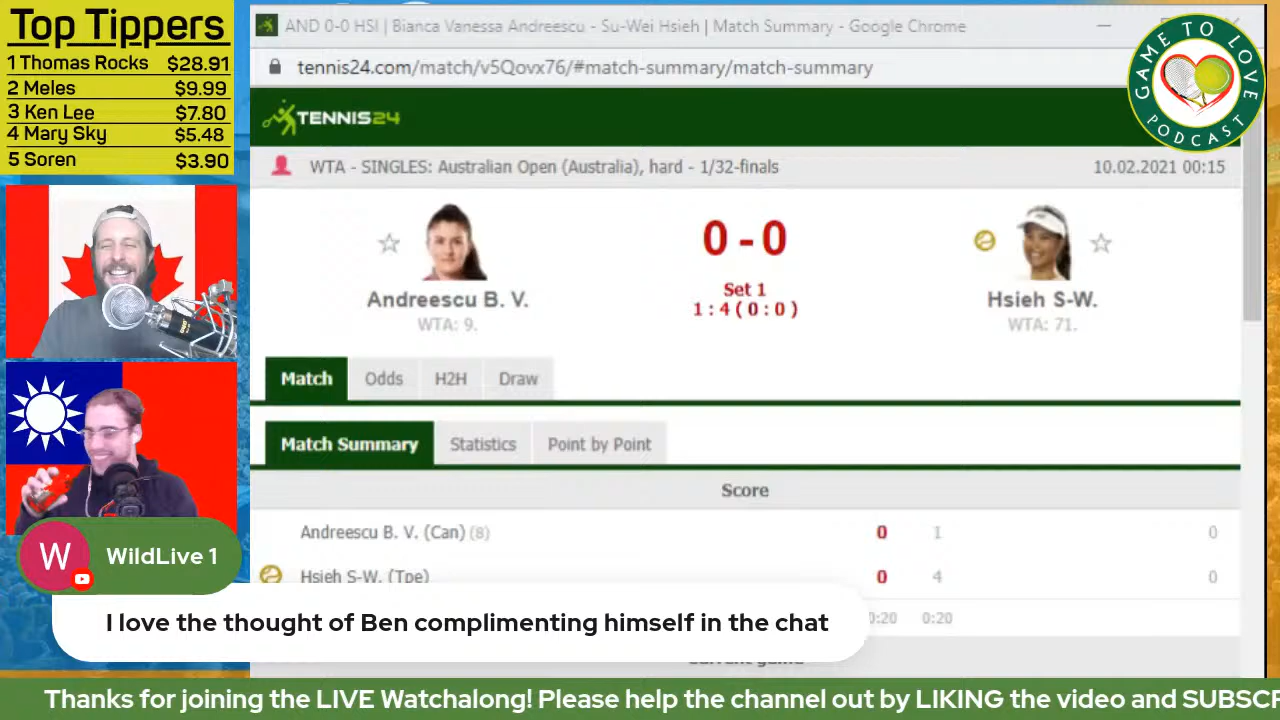 Top Tippers
1 Thomas Rocks $28.91
2 Meles $9.99
3 Ken Lee $7.80
4 Mary Sky $5.48
5 Soren $3.90
AND 0-0 HSI | Bianca Vanessa Andreescu - Su-Wei Hsieh | Match Summary - Google Chrome
tennis24.com/match/v5Qovx76/#match-summary/match-summary
GAME TO LOVE
PODCAST
TENNIS24
WTA - SINGLES: Australian Open (Australia), hard - 1/32-finals 10.02.2021 00:15
0 - 0
Set 1
1 : 4 ( 0 : 0 )
Andreescu B. V.
WTA: 9.
Hsieh S-W.
WTA: 71.
Match Odds H2H Draw
Match Summary Statistics Point by Point
Score
Andreescu B. V. (Can) (8) 0 1 0
Hsieh S-W. (Tpe) 0 4 0
0:20 0:20
Current game
W WildLive 1
I love the thought of Ben complimenting himself in the chat
Thanks for joining the LIVE Watchalong! Please help the channel out by LIKING the video and SUBSCR